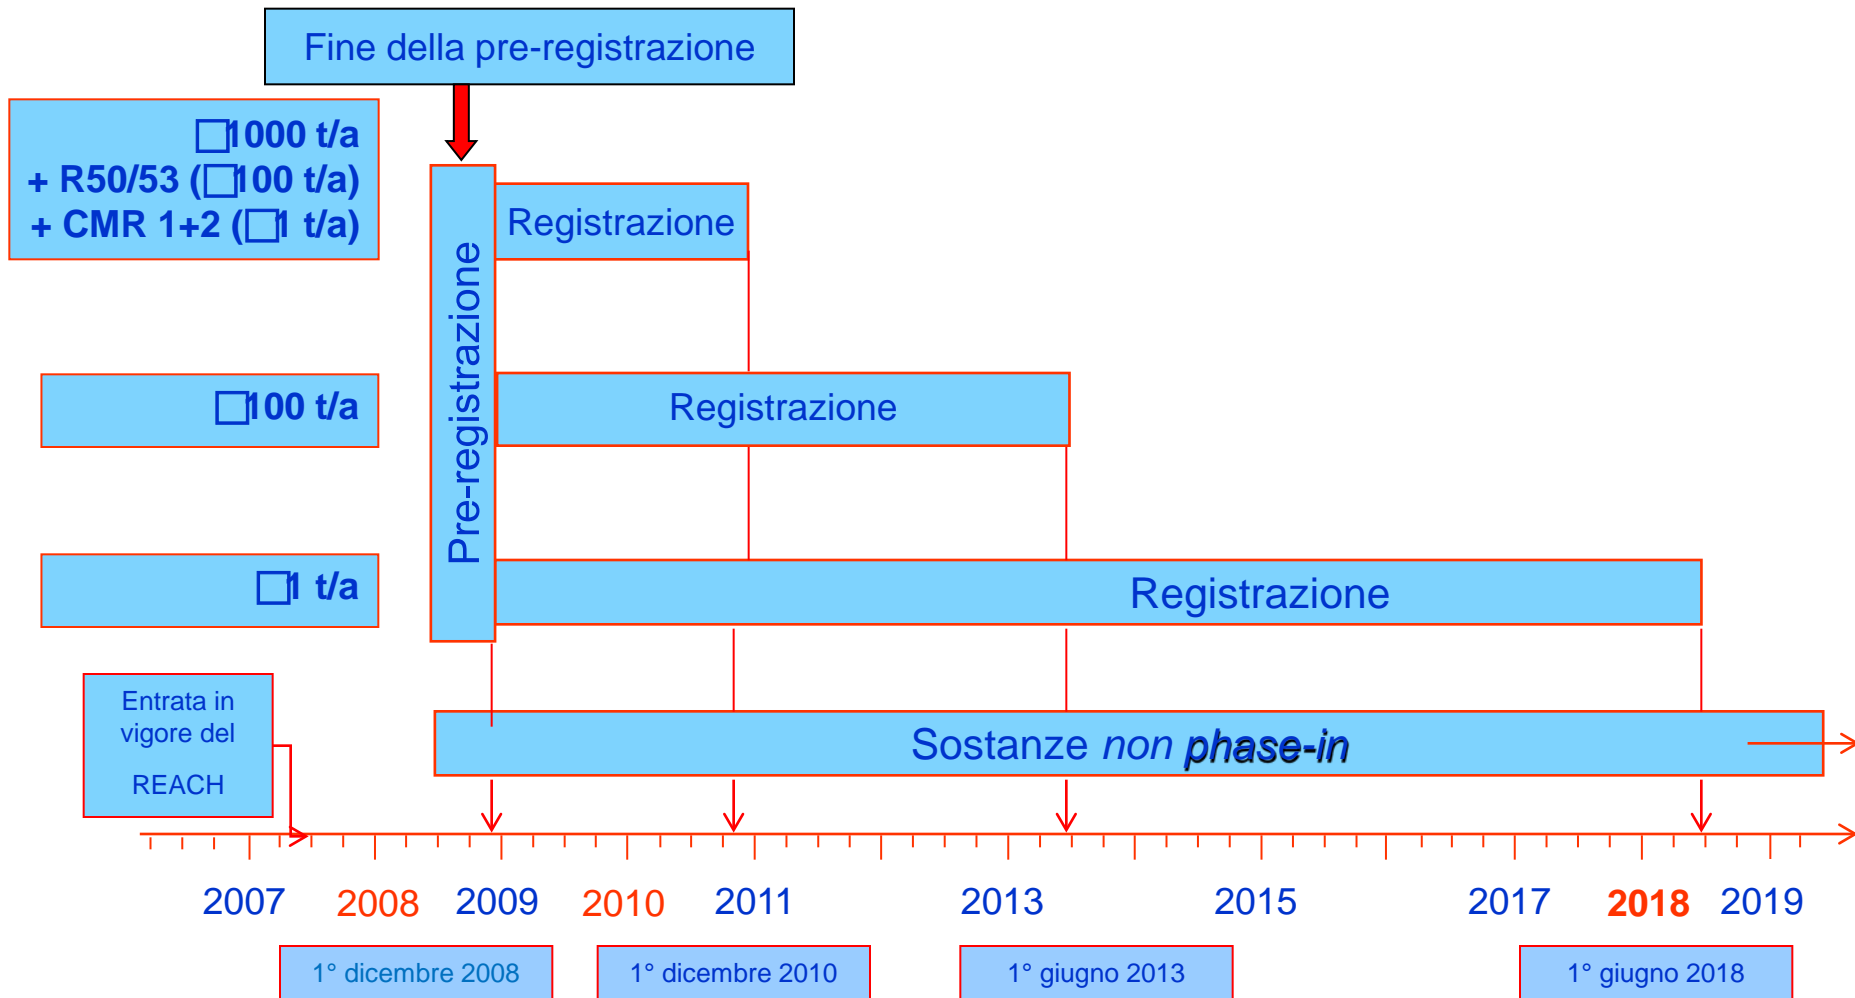 Fine della pre-registrazione
□1000 t/a
+ R50/53 (□100 t/a)
+ CMR 1+2 (□1 t/a)
Registrazione
Pre-registrazione
□100 t/a
Registrazione
□1 t/a
Registrazione
Entrata in
vigore del
REACH
Sostanze non phase-in
2007 2008 2009 2010 2011 2013 2015 2017 2018 2019
1° dicembre 2008
1° dicembre 2010
1° giugno 2013
1° giugno 2018